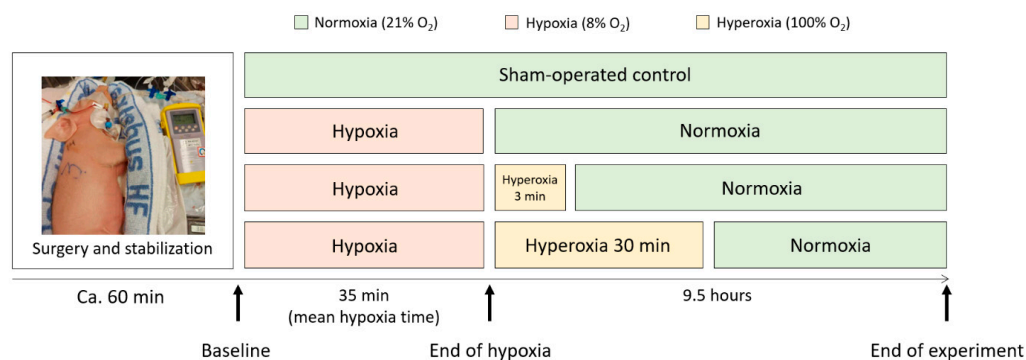 Normoxia (21% O₂)
Hypoxia (8% O₂)
Hyperoxia (100% O₂)
Surgery and stabilization
Sham-operated control
Hypoxia
Normoxia
Hypoxia
Hyperoxia
3 min
Normoxia
Hypoxia
Hyperoxia 30 min
Normoxia
Ca. 60 min
35 min
(mean hypoxia time)
9.5 hours
Baseline
End of hypoxia
End of experiment